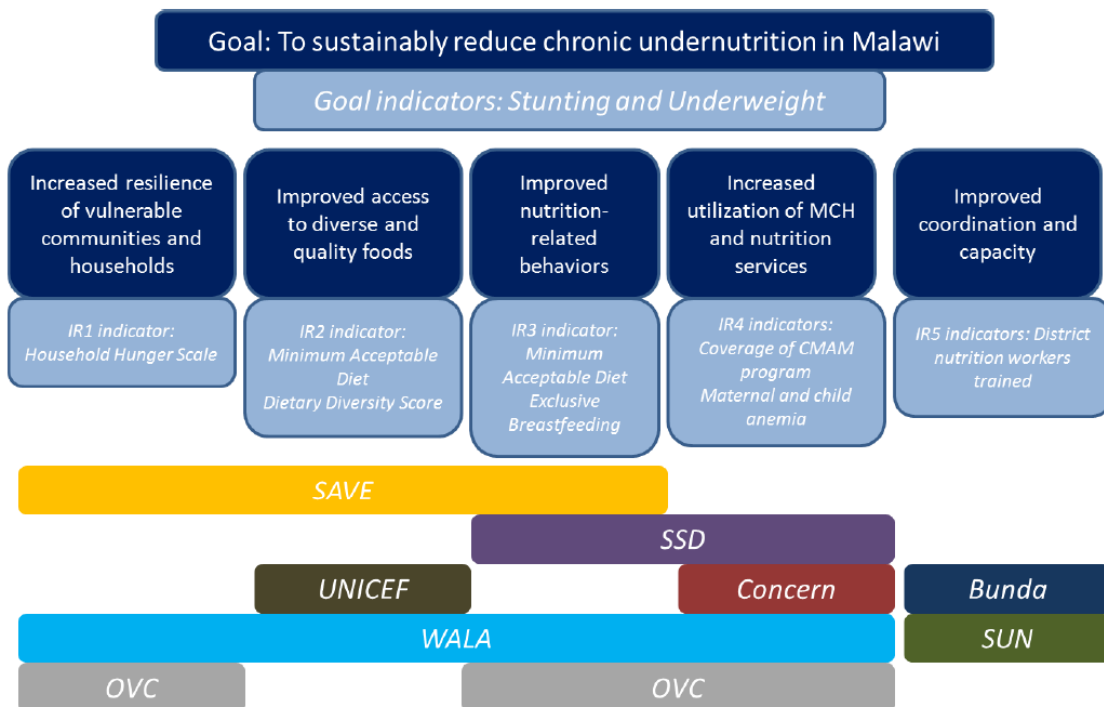 Goal: To sustainably reduce chronic undernutrition in Malawi
Goal indicators: Stunting and Underweight
Increased resilience
of vulnerable
communities and
households
IR1 indicator:
Household Hunger Scale
Improved access
to diverse and
quality foods
IR2 indicator:
Minimum Acceptable
Diet
Dietary Diversity Score
Improved
nutrition-
related
behaviors
IR3 indicator:
Minimum
Acceptable Diet
Exclusive
Breastfeeding
Increased
utilization of MCH
and nutrition
services
IR4 indicators:
Coverage of CMAM
program
Maternal and child
anemia
Improved
coordination and
capacity
IR5 indicators: District
nutrition workers
trained
SAVE
SSD
UNICEF
Concern
Bunda
WALA
SUN
OVC
OVC